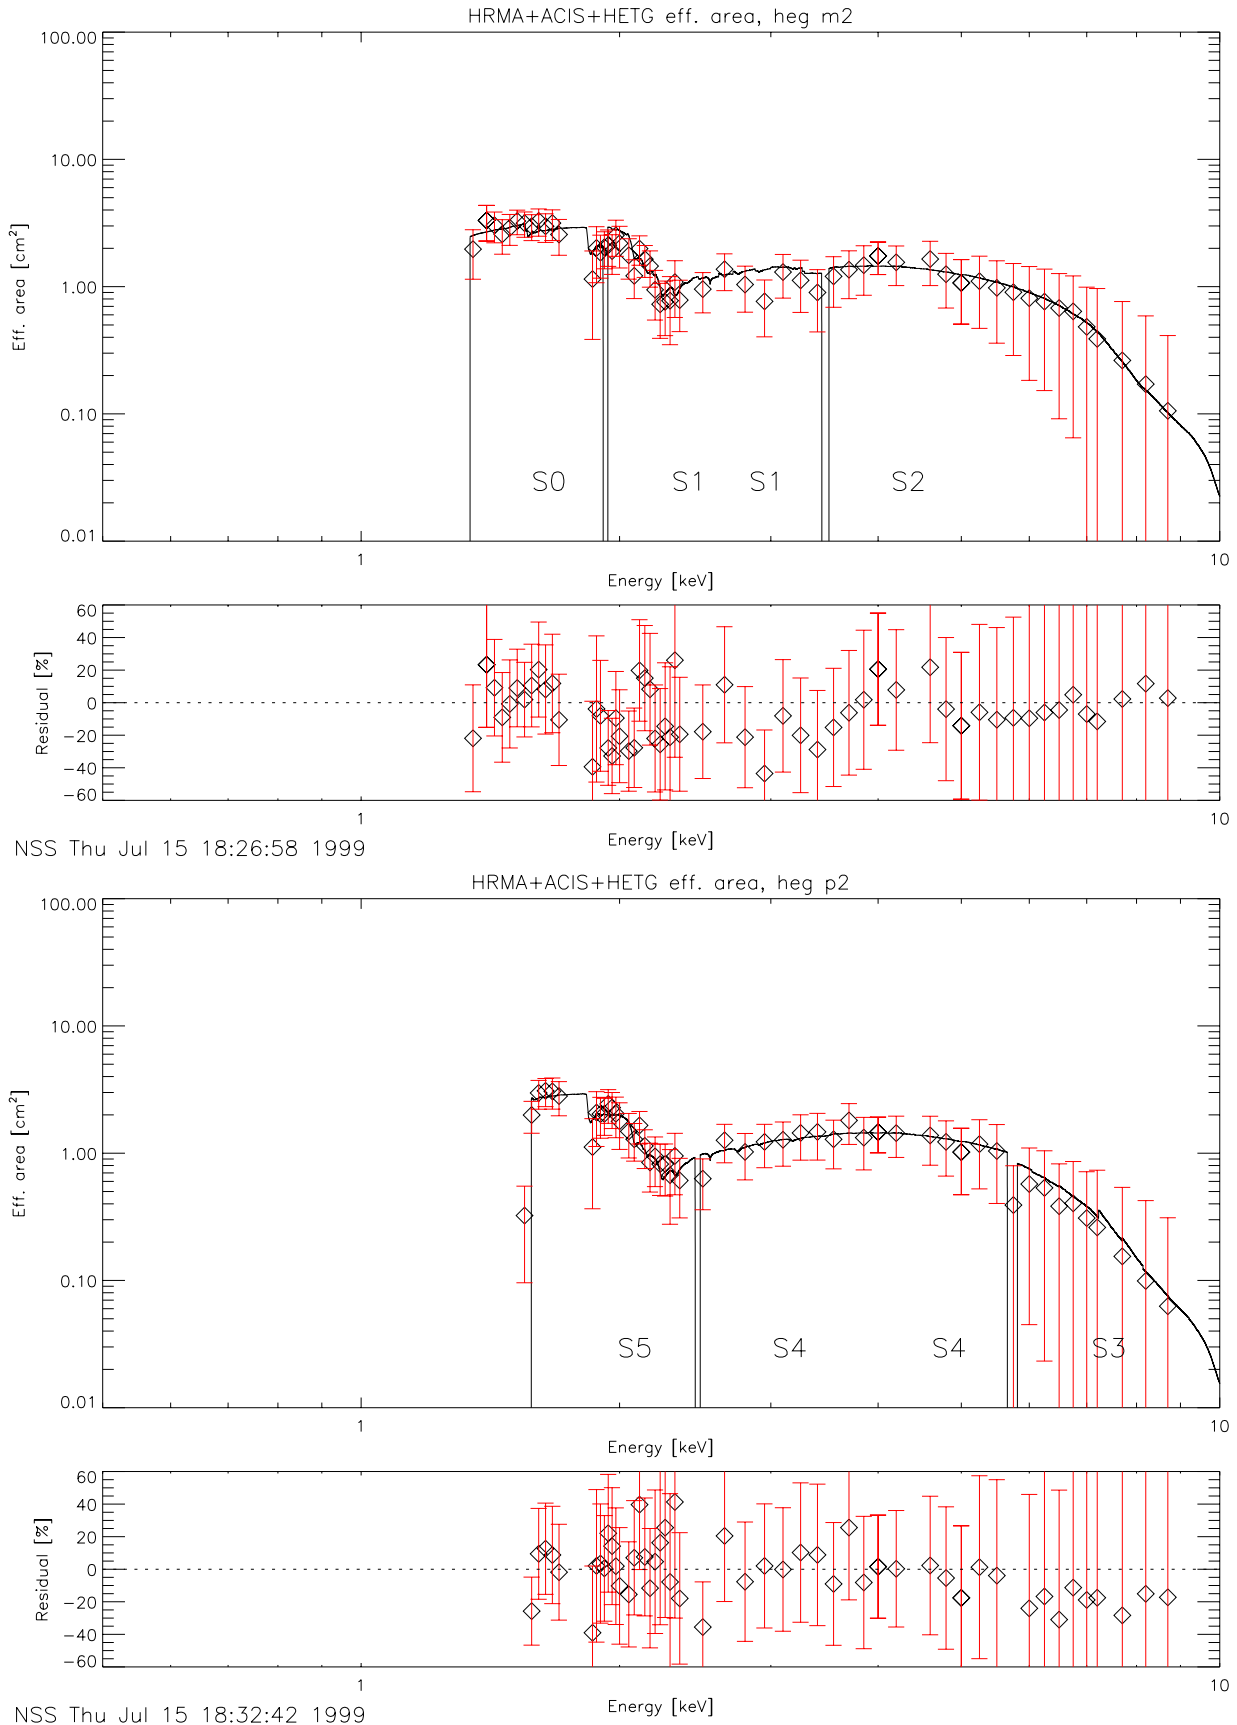 HRMA+ACIS+HETG eff. area, heg m2
100.00
10.00
1.00
0.10
0.01
Eff. area [cm²]
S0 S1 S1 S2
1 10
Energy [keV]
60
40
20
0
−20
−40
−60
Residual [%]
1 10
Energy [keV]
NSS Thu Jul 15 18:26:58 1999
HRMA+ACIS+HETG eff. area, heg p2
100.00
10.00
1.00
0.10
0.01
Eff. area [cm²]
S5 S4 S4 S3
1 10
Energy [keV]
60
40
20
0
−20
−40
−60
Residual [%]
1 10
Energy [keV]
NSS Thu Jul 15 18:32:42 1999